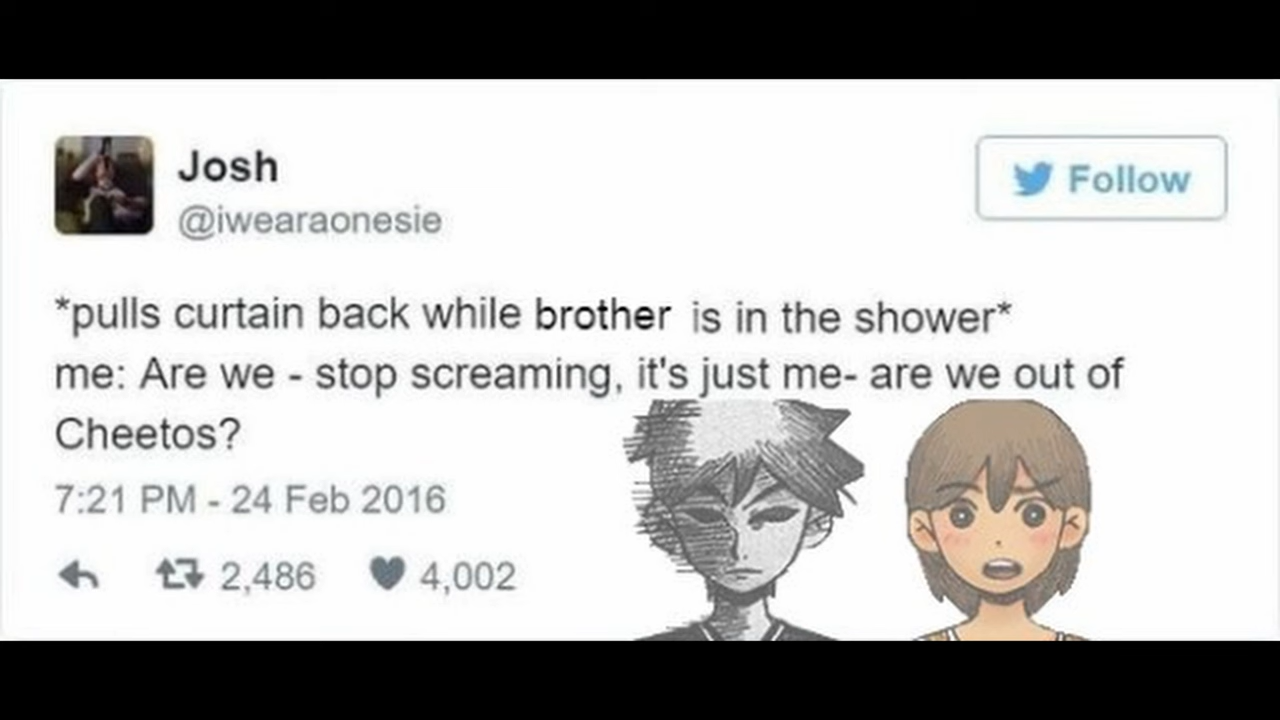 Josh
@iwearaonesie
Follow
*pulls curtain back while brother is in the shower*
me: Are we - stop screaming, it's just me- are we out of
Cheetos?
7:21 PM - 24 Feb 2016
2,486 4,002